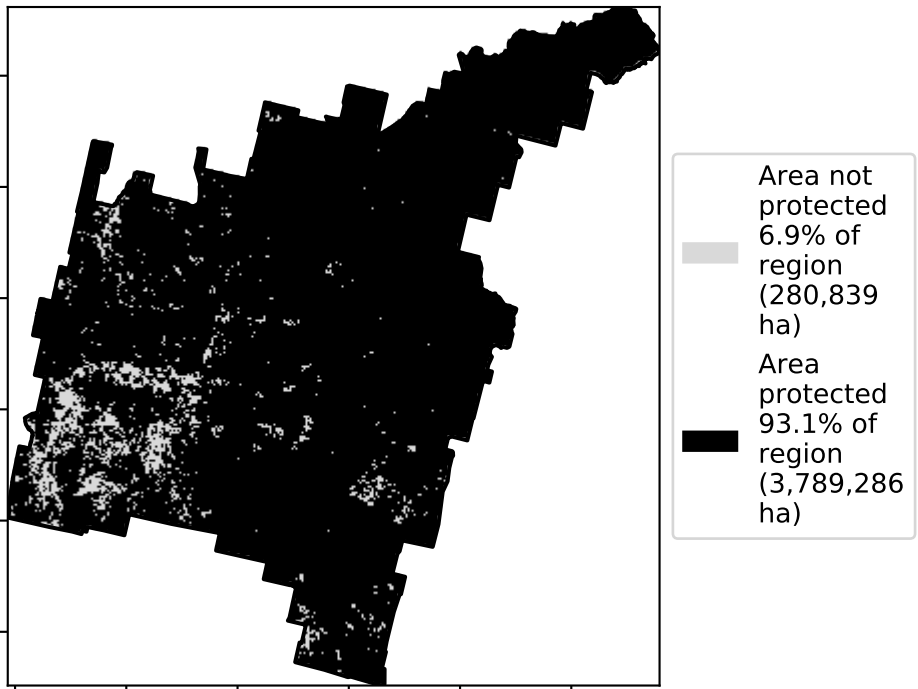 Area not
protected
6.9% of
region
(280,839
ha)
Area
protected
93.1% of
region
(3,789,286
ha)